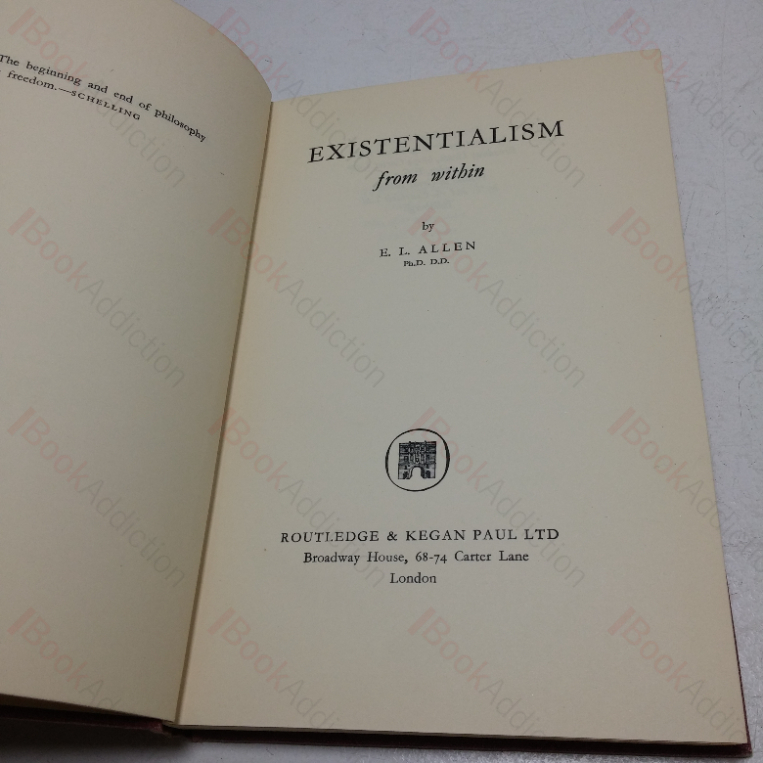 The beginning and end of philosophy
freedom.—SCHELLING
EXISTENTIALISM
from within
by
E. L. ALLEN
Ph.D. D.D.
ROUTLEDGE & KEGAN PAUL LTD
Broadway House, 68-74 Carter Lane
London
BookAddiction